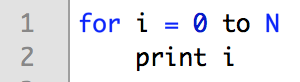 1 for i = 0 to N
2     print i